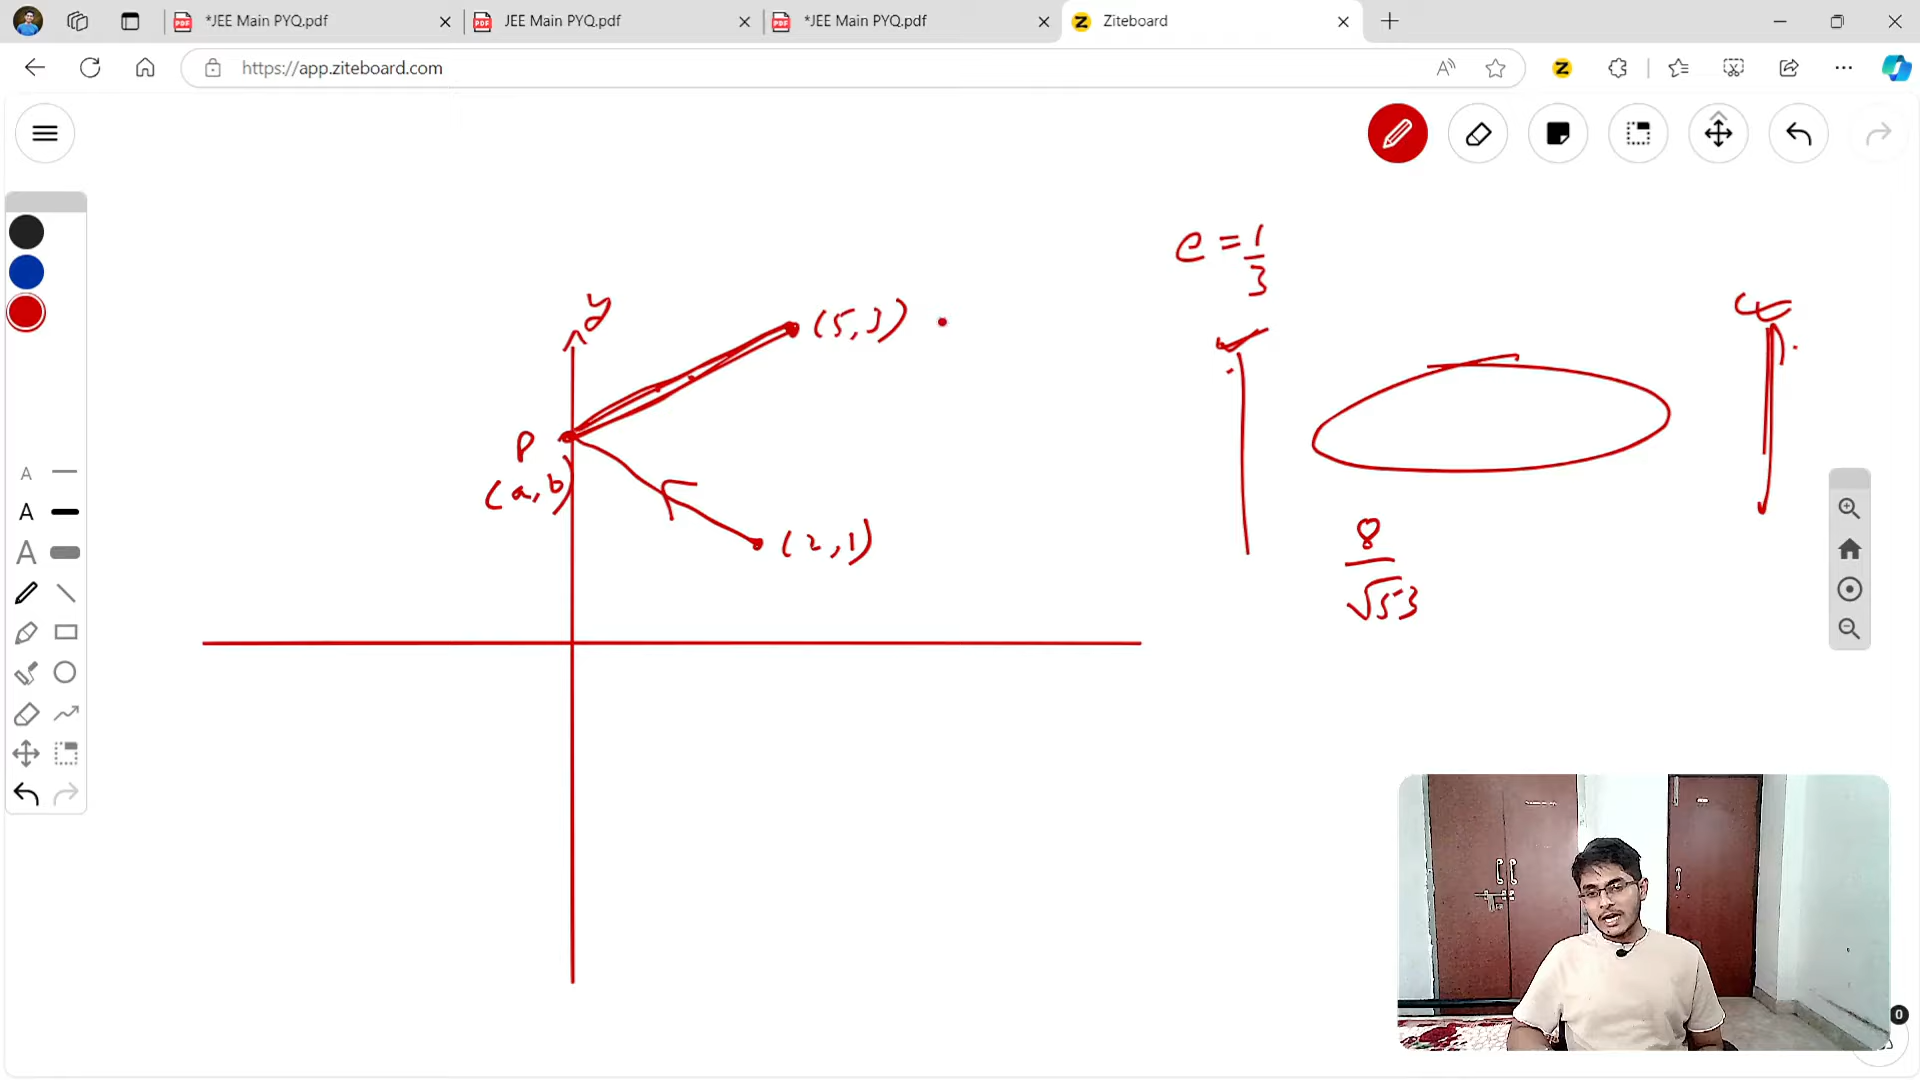 *JEE Main PYQ.pdf
JEE Main PYQ.pdf
*JEE Main PYQ.pdf
Ziteboard
https://app.ziteboard.com
e = 1/3
y
(5,3)
P
(a,b)
(2,1)
8/√53
A
A
A
0